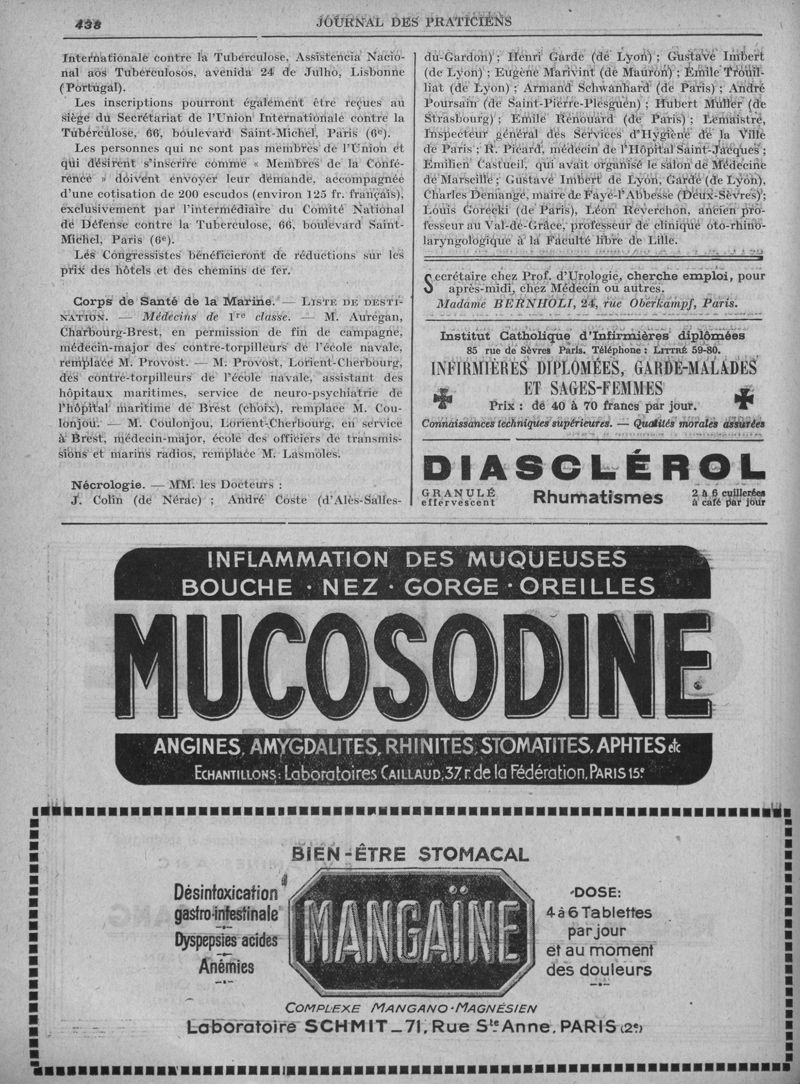 438
JOURNAL DES PRATICIENS
Internationale contre la Tuberculose, Assistencia Nacio-
nal aos Tuberculosos, avenida 24 de Julho, Lisbonne
(Portugal).
Les inscriptions pourront également être reçues au
siège du Secrétariat de l'Union Internationale contre la
Tuberculose, 66, boulevard Saint-Michel, Paris (6e).
Les personnes qui ne sont pas membres de l'Union et
qui désirent s'inscrire comme « Membres de la Confé-
rence » doivent envoyer leur demande, accompagnée
d'une cotisation de 200 escudos (environ 125 fr. français),
exclusivement par l'intermédiaire du Comité National
de Défense contre la Tuberculose, 66, boulevard Saint-
Michel, Paris (6e).
Les Congressistes bénéficieront de réductions sur les
prix des hôtels et des chemins de fer.
Corps de Santé de la Marine. — LISTE DE DESTI-
NATION. — Médecins de 1re classe. — M. Aurégan,
Charbourg-Brest, en permission de fin de campagne,
médecin-major des contre-torpilleurs de l'école navale,
remplace M. Provost. — M. Provost, Lorient-Cherbourg,
des contre-torpilleurs de l'école navale, assistant des
hôpitaux maritimes, service de neuro-psychiatrie de
l'hôpital maritime de Brest (choix), remplace M. Cou-
lonjou. — M. Coulonjou, Lorient-Cherbourg, en service
à Brest, médecin-major, école des officiers de transmis-
sions et marins radios, remplace M. Lasmoles.
Nécrologie. — MM. les Docteurs :
J. Colin (de Nérac) ; André Coste (d'Alès-Salles-
du-Gardon) ; Henri Garde (de Lyon) ; Gustave Imbert
(de Lyon) ; Eugène Marivint (de Mauron) ; Émile Trouil-
liat (de Lyon) ; Armand Schwanhard (de Paris) ; André
Poursain (de Saint-Pierre-Plesguen) ; Hubert Müller (de
Strasbourg) ; Emile Renouard (de Paris) ; Lemaistre,
Inspecteur général des Services d'Hygiène de la Ville
de Paris ; R. Picard, médecin de l'Hôpital Saint-Jacques ;
Émilien Castueil, qui avait organisé le salon de Médecine
de Marseille ; Gustave Imbert de Lyon, Garde (de Lyon),
Charles Demange, maire de Faye-l'Abbesse (Deux-Sèvres) ;
Louis Gorecki (de Paris), Léon Reverchon, ancien pro-
fesseur au Val-de-Grâce, professeur de clinique oto-rhino-
laryngologique à la Faculté libre de Lille.
Secrétaire chez Prof. d'Urologie, cherche emploi, pour
après-midi, chez Médecin ou autres.
Madame BERNHOLI, 24, rue Oberkampf, Paris.
Institut Catholique d'Infirmières diplômées
85 rue de Sèvres Paris. Téléphone : LITTRÉ 59-80.
INFIRMIÈRES DIPLÔMÉES, GARDE-MALADES
ET SAGES-FEMMES
Prix : de 40 à 70 francs par jour.
Connaissances techniques supérieures. — Qualités morales assurées
DIASCLÉROL
GRANULÉ
effervescent
Rhumatismes
2 à 6 cuillerées
à café par jour
INFLAMMATION DES MUQUEUSES
BOUCHE · NEZ · GORGE · OREILLES
MUCOSODINE
ANGINES, AMYGDALITES, RHINITES, STOMATITES, APHTES etc
ECHANTILLONS: Laboratoires CAILLAUD, 37, r. de la Fédération, PARIS 15e
BIEN-ÊTRE STOMACAL
Désintoxication
gastro-intestinale
Dyspepsies acides
Anémies
MANGAÏNE
DOSE:
4 à 6 Tablettes
par jour
et au moment
des douleurs
COMPLEXE MANGANO-MAGNÉSIEN
Laboratoire SCHMIT_71, Rue Ste Anne, PARIS (2e)